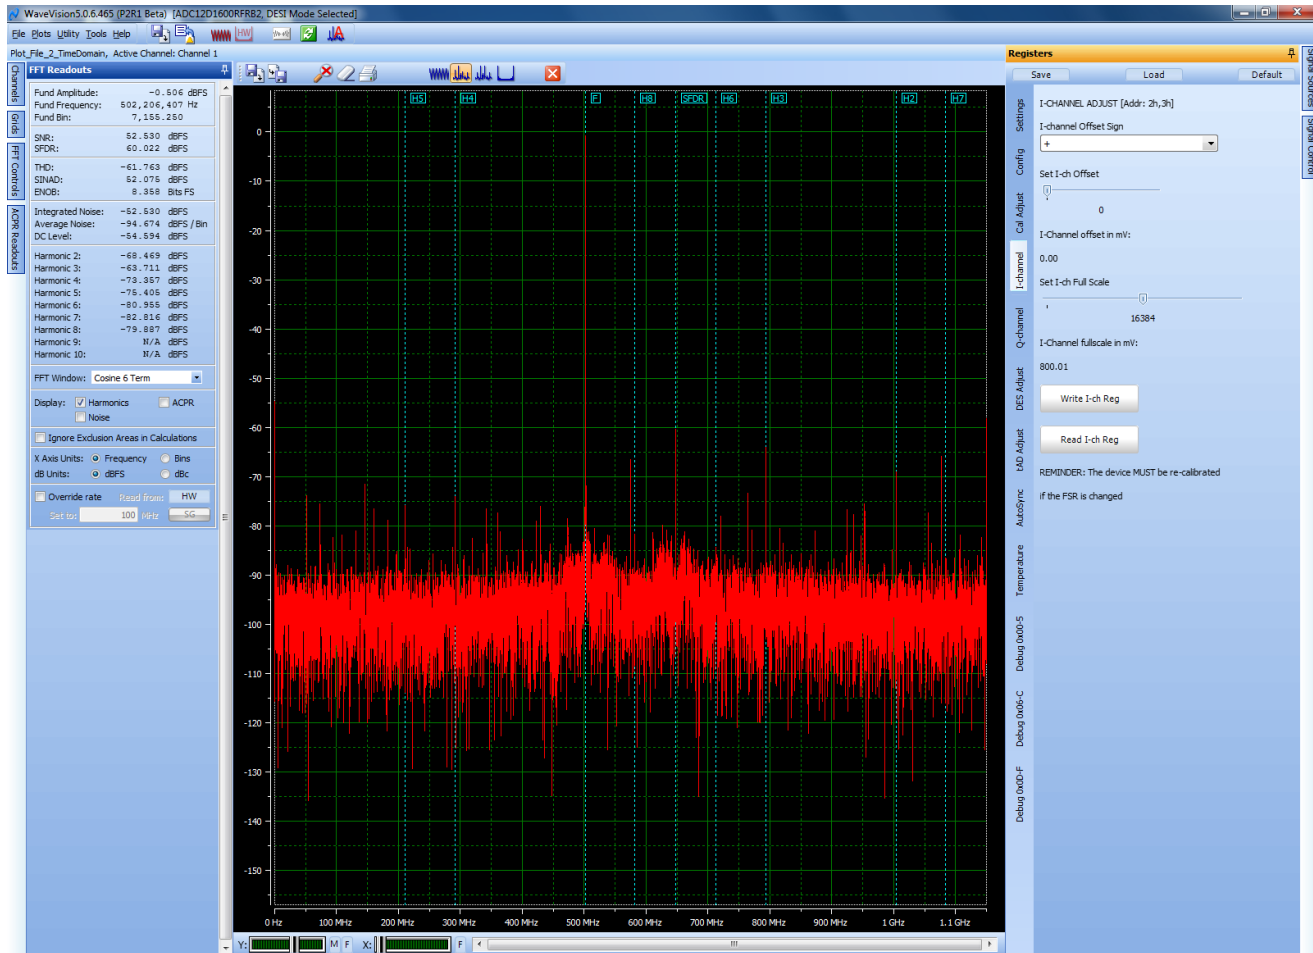 WaveVision5.0.6.465 (P2R1 Beta) [ADC12D1600RFRB2, DESI Mode Selected]
File Plots Utility Tools Help
HW
Plot_File_2_TimeDomain, Active Channel: Channel 1
Channels
Grids
FFT Controls
ACPR Readouts
FFT Readouts
Fund Amplitude: -0.506 dBFS
Fund Frequency: 502,206,407 Hz
Fund Bin: 7,155.250
SNR: 52.530 dBFS
SFDR: 60.022 dBFS
THD: -61.763 dBFS
SINAD: 52.075 dBFS
ENOB: 8.358 Bits FS
Integrated Noise: -52.530 dBFS
Average Noise: -94.674 dBFS / Bin
DC Level: -54.594 dBFS
Harmonic 2: -68.469 dBFS
Harmonic 3: -63.711 dBFS
Harmonic 4: -73.357 dBFS
Harmonic 5: -75.405 dBFS
Harmonic 6: -80.955 dBFS
Harmonic 7: -82.816 dBFS
Harmonic 8: -79.887 dBFS
Harmonic 9: N/A dBFS
Harmonic 10: N/A dBFS
FFT Window: Cosine 6 Term
Display: Harmonics ACPR
Noise
Ignore Exclusion Areas in Calculations
X Axis Units: Frequency Bins
dB Units: dBFS dBc
Override rate Read from: HW
Set to: 100 MHz SG
H5 H4 F H8 SFDR H6 H3 H2 H7
0
-10
-20
-30
-40
-50
-60
-70
-80
-90
-100
-110
-120
-130
-140
-150
0 Hz 100 MHz 200 MHz 300 MHz 400 MHz 500 MHz 600 MHz 700 MHz 800 MHz 900 MHz 1 GHz 1.1 GHz
Y: M F X: F
Registers
Save Load Default
Settings
Config
Cal Adjust
I-channel
Q-channel
DES Adjust
tAD Adjust
AutoSync
Temperature
Debug 0x00-5
Debug 0x06-C
Debug 0x0D-F
I-CHANNEL ADJUST [Addr: 2h,3h]
I-channel Offset Sign
+
Set I-ch Offset
0
I-Channel offset in mV:
0.00
Set I-ch Full Scale
16384
I-Channel fullscale in mV:
800.01
Write I-ch Reg
Read I-ch Reg
REMINDER: The device MUST be re-calibrated
if the FSR is changed
Signal Sources
Signal Control